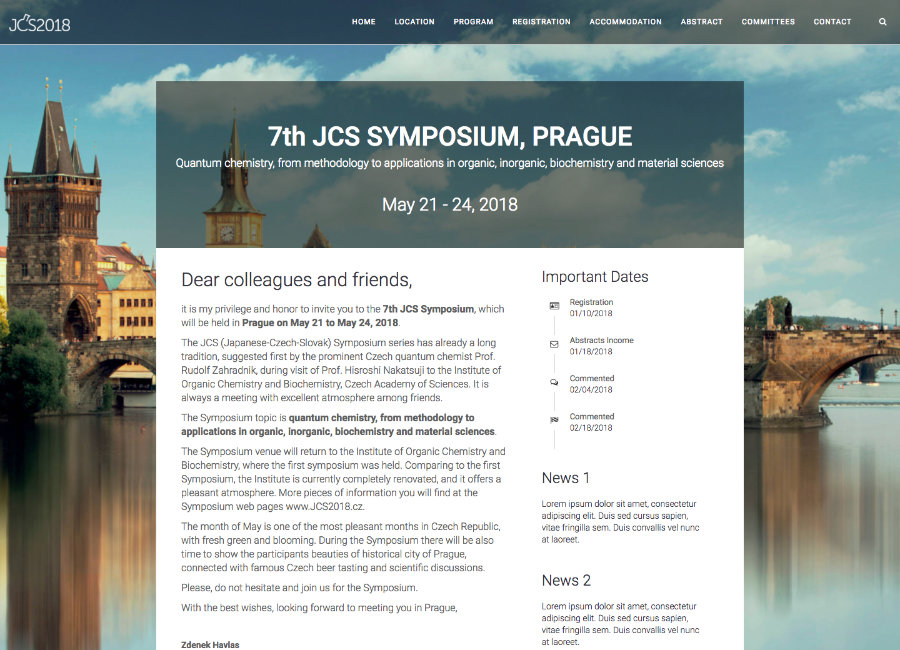 JCS2018
HOME LOCATION PROGRAM REGISTRATION ACCOMMODATION ABSTRACT COMMITTEES CONTACT
7th JCS SYMPOSIUM, PRAGUE
Quantum chemistry, from methodology to applications in organic, inorganic, biochemistry and material sciences
May 21 - 24, 2018
Dear colleagues and friends,
it is my privilege and honor to invite you to the 7th JCS Symposium, which
will be held in Prague on May 21 to May 24, 2018.
The JCS (Japanese-Czech-Slovak) Symposium series has already a long
tradition, suggested first by the prominent Czech quantum chemist Prof.
Rudolf Zahradnik, during visit of Prof. Hisroshi Nakatsuji to the Institute of
Organic Chemistry and Biochemistry, Czech Academy of Sciences. It is
always a meeting with excellent atmosphere among friends.
The Symposium topic is quantum chemistry, from methodology to
applications in organic, inorganic, biochemistry and material sciences.
The Symposium venue will return to the Institute of Organic Chemistry and
Biochemistry, where the first symposium was held. Comparing to the first
Symposium, the Institute is currently completely renovated, and it offers a
pleasant atmosphere. More pieces of information you will find at the
Symposium web pages www.JCS2018.cz.
The month of May is one of the most pleasant months in Czech Republic,
with fresh green and blooming. During the Symposium there will be also
time to show the participants beauties of historical city of Prague,
connected with famous Czech beer tasting and scientific discussions.
Please, do not hesitate and join us for the Symposium.
With the best wishes, looking forward to meeting you in Prague,
Zdenek Havlas
Important Dates
Registration
01/10/2018
Abstracts Income
01/18/2018
Commented
02/04/2018
Commented
02/18/2018
News 1
Lorem ipsum dolor sit amet, consectetur
adipiscing elit. Duis sed cursus sapien,
vitae fringilla sem. Duis convallis vel nunc
at laoreet.
News 2
Lorem ipsum dolor sit amet, consectetur
adipiscing elit. Duis sed cursus sapien,
vitae fringilla sem. Duis convallis vel nunc
at laoreet.